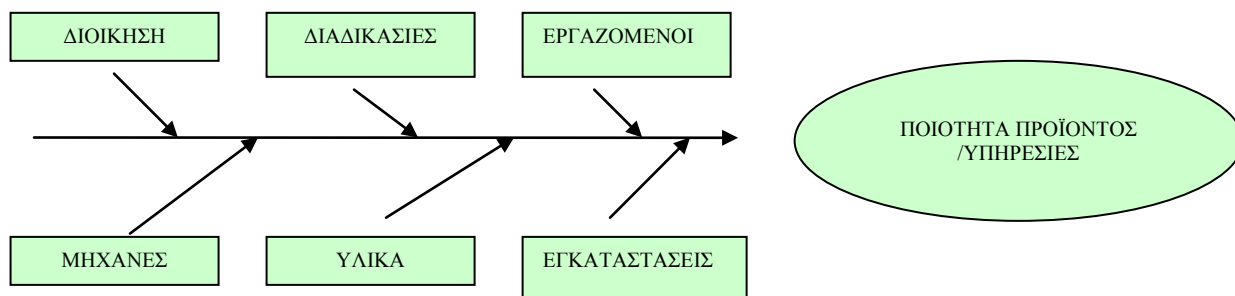 ΔΙΟΙΚΗΣΗ
ΔΙΑΔΙΚΑΣΙΕΣ
ΕΡΓΑΖΟΜΕΝΟΙ
ΠΟΙΟΤΗΤΑ ΠΡΟΪΟΝΤΟΣ
/ΥΠΗΡΕΣΙΕΣ
ΜΗΧΑΝΕΣ
ΥΛΙΚΑ
ΕΓΚΑΤΑΣΤΑΣΕΙΣ